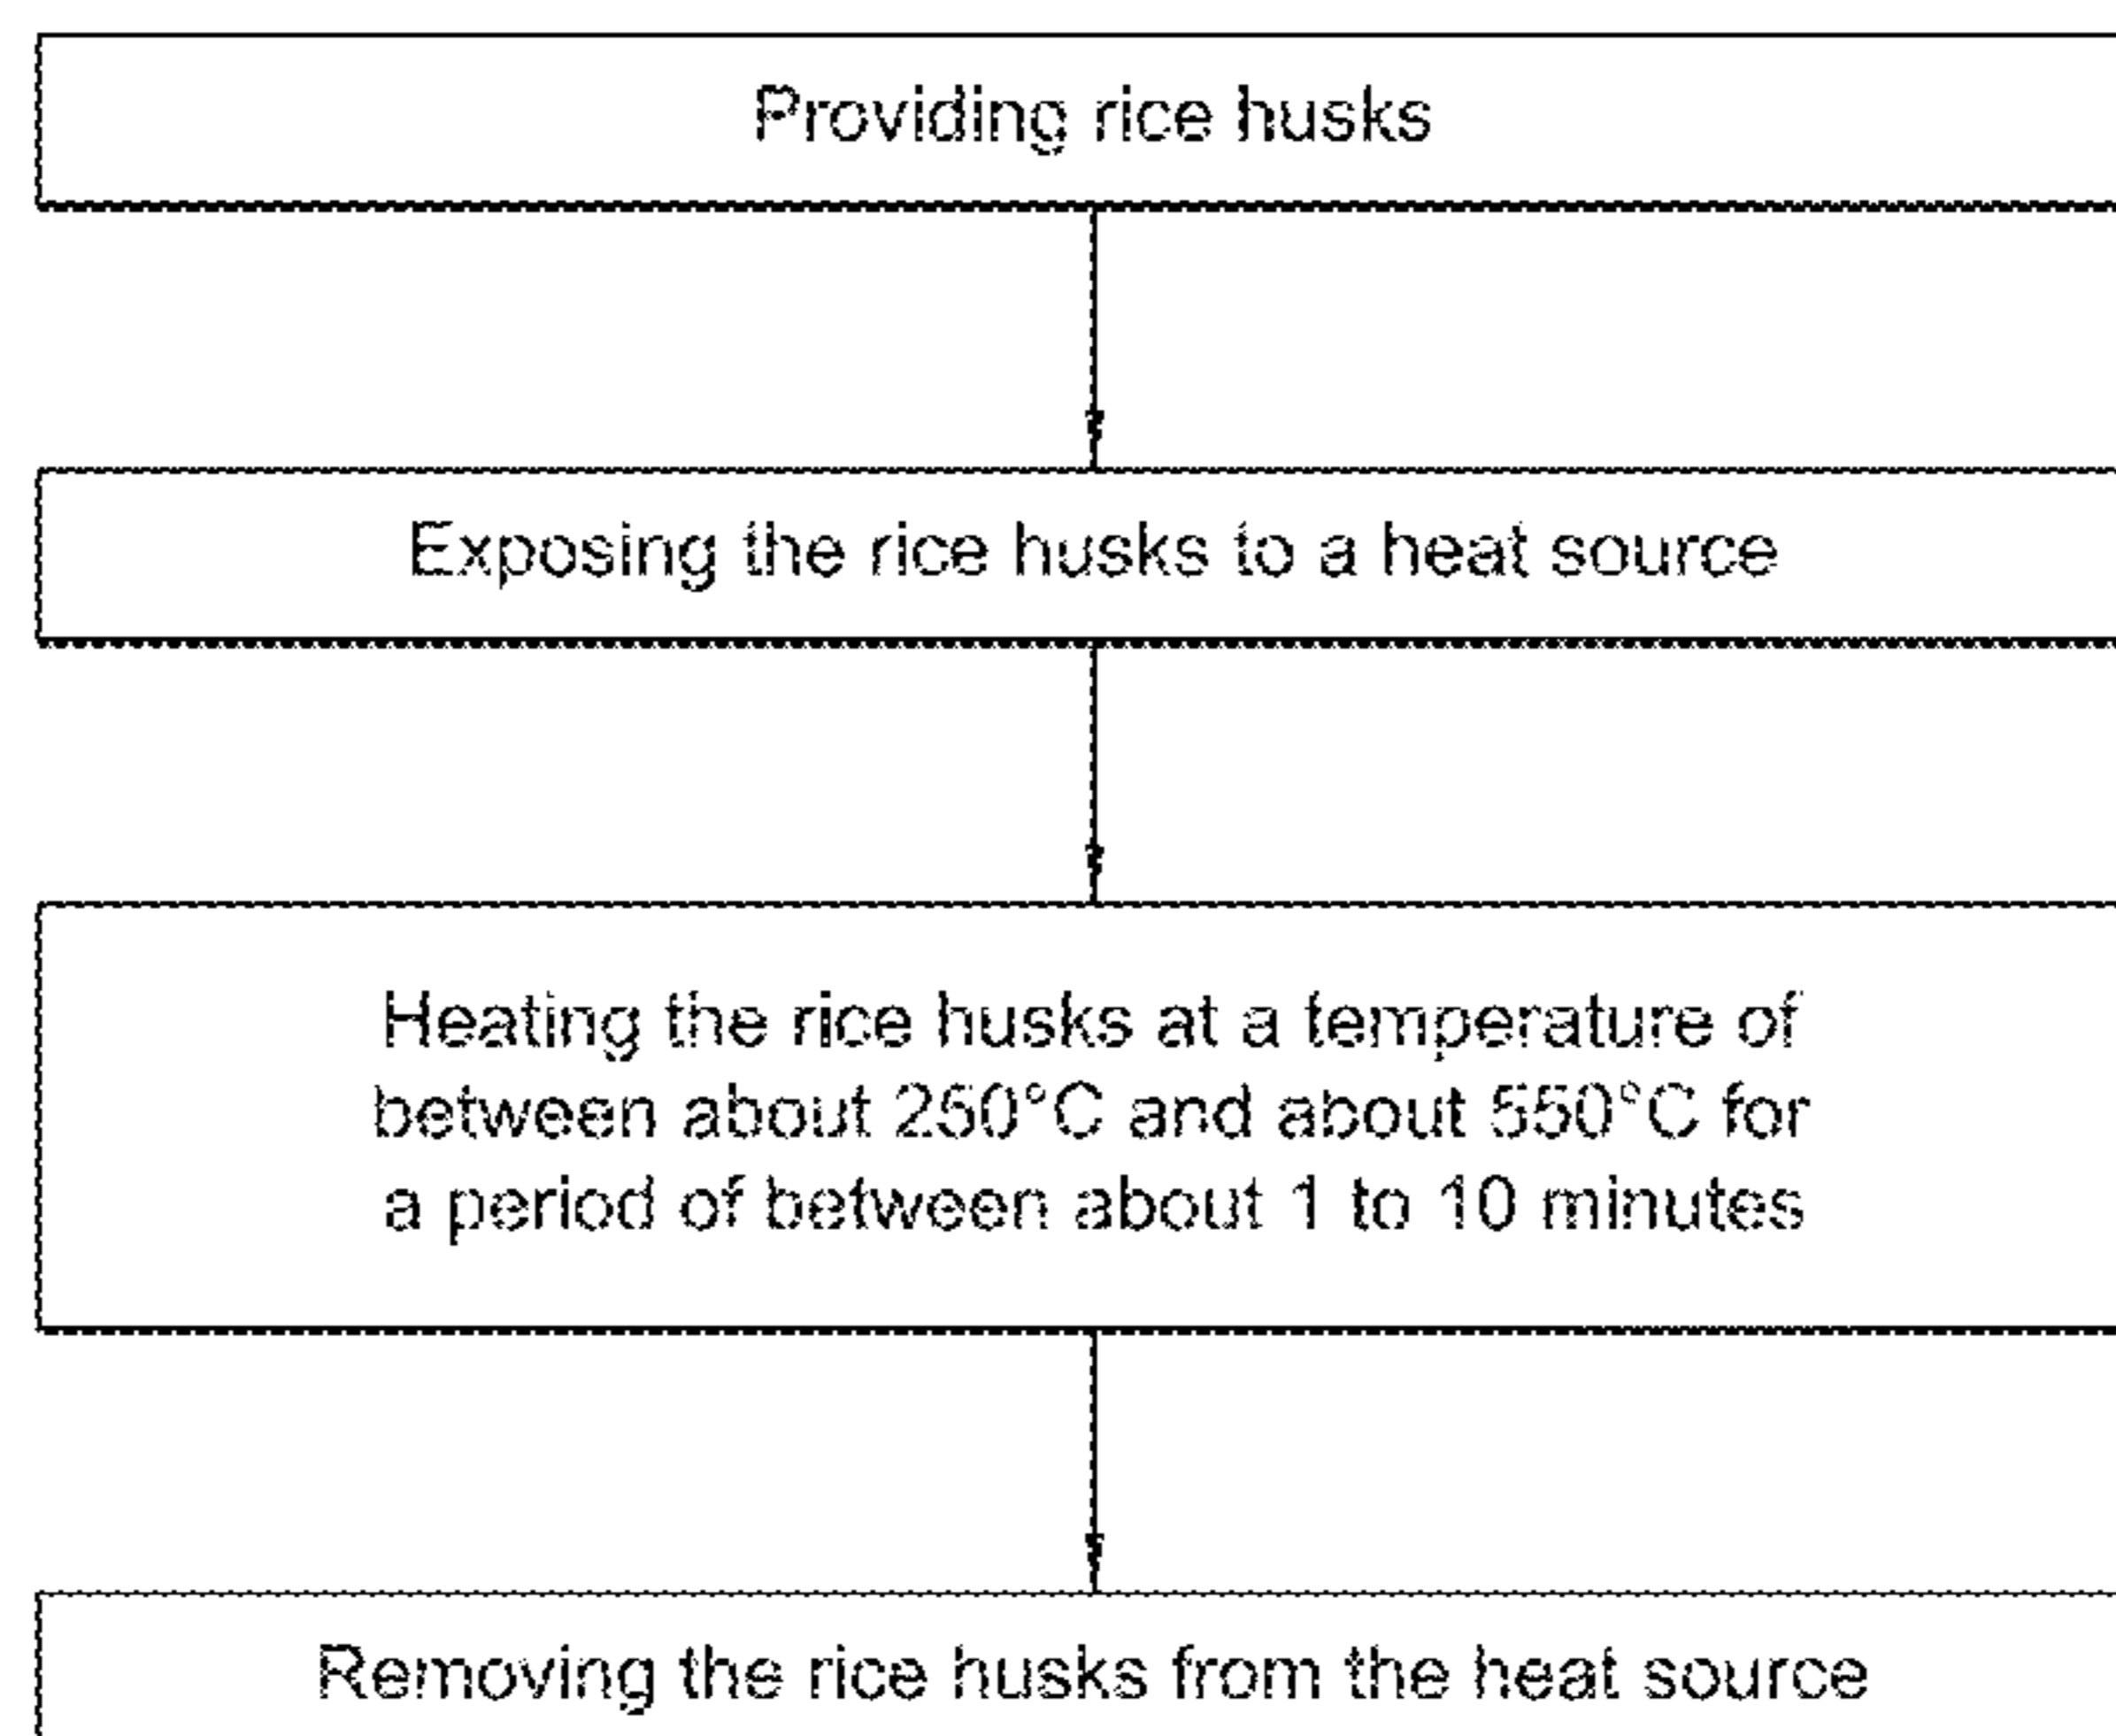 Providing rice husks
Exposing the rice husks to a heat source
Heating the rice husks at a temperature of
between about 250°C and about 550°C for
a period of between about 1 to 10 minutes
Removing the rice husks from the heat source